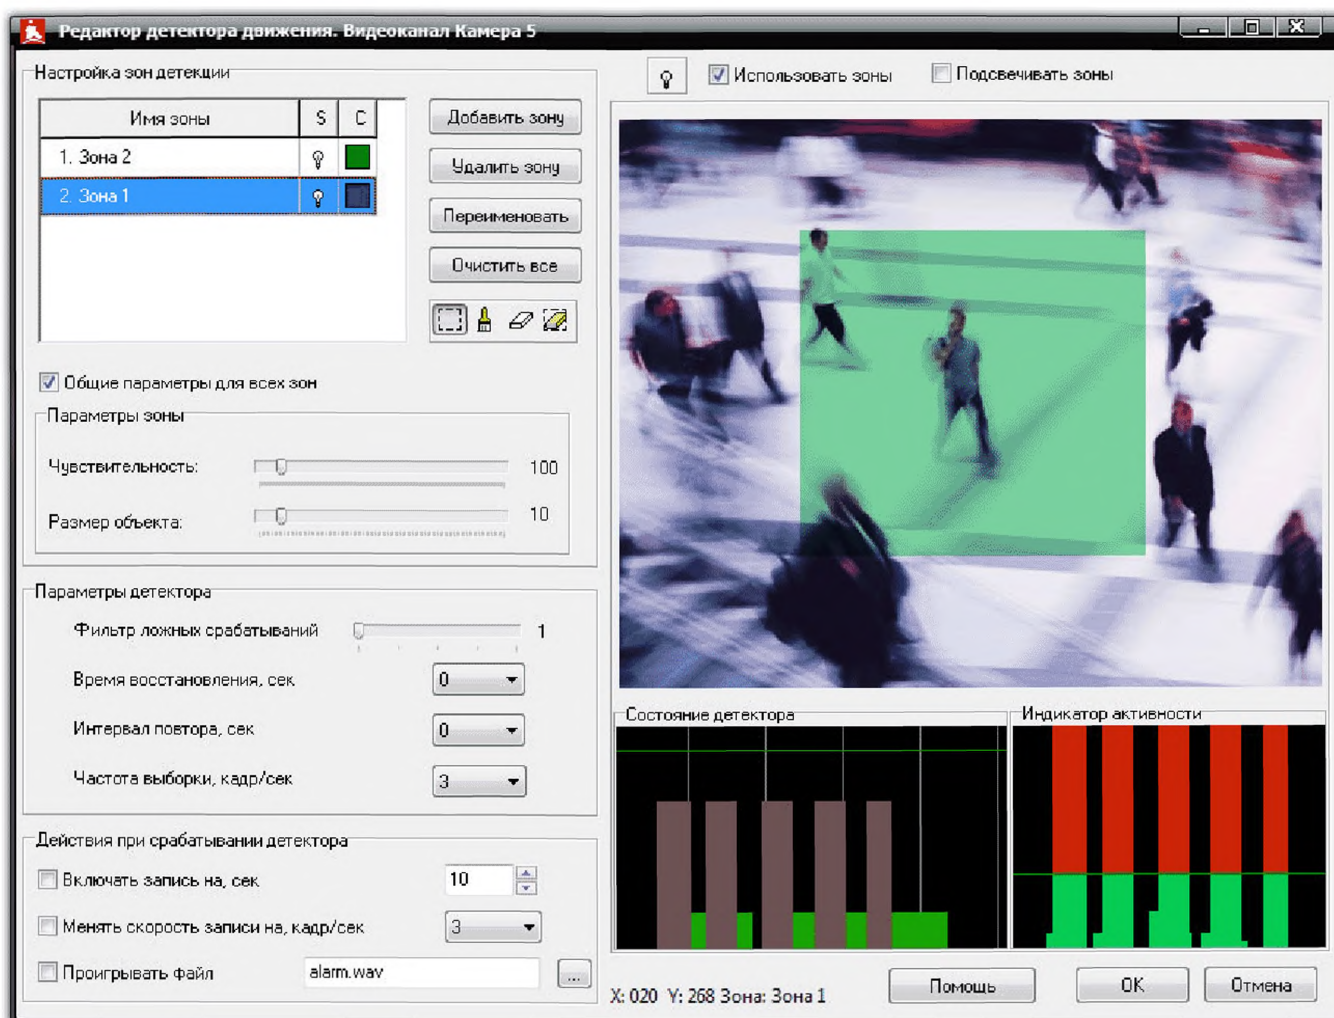 Редактор детектора движения. Видеоканал Камера 5
Настройка зон детекции
Имя зоны S C
1. Зона 2
2. Зона 1
Добавить зону
Удалить зону
Переименовать
Очистить все
Общие параметры для всех зон
Параметры зоны
Чувствительность: 100
Размер объекта: 10
Параметры детектора
Фильтр ложных срабатываний 1
Время восстановления, сек 0
Интервал повтора, сек 0
Частота выборки, кадр/сек 3
Действия при срабатывании детектора
Включать запись на, сек 10
Менять скорость записи на, кадр/сек 3
Проигрывать файл alarm.wav ...
Использовать зоны Подсвечивать зоны
Состояние детектора
Индикатор активности
X: 020 Y: 268 Зона: Зона 1
Помощь OK Отмена